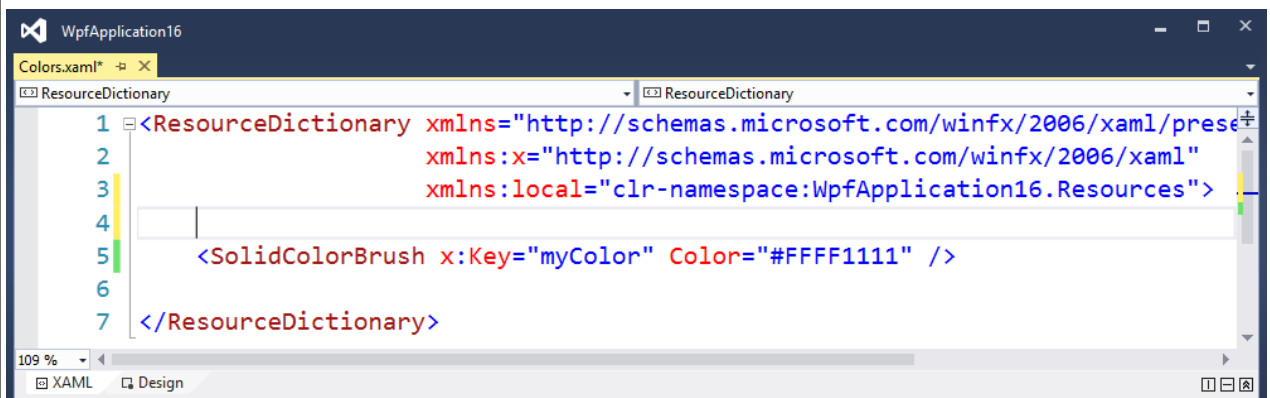 WpfApplication16
Colors.xaml*
ResourceDictionary ResourceDictionary
1 <ResourceDictionary xmlns="http://schemas.microsoft.com/winfx/2006/xaml/prese
2 xmlns:x="http://schemas.microsoft.com/winfx/2006/xaml"
3 xmlns:local="clr-namespace:WpfApplication16.Resources">
4
5 <SolidColorBrush x:Key="myColor" Color="#FFFF1111" />
6
7 </ResourceDictionary>
109 %
XAML Design